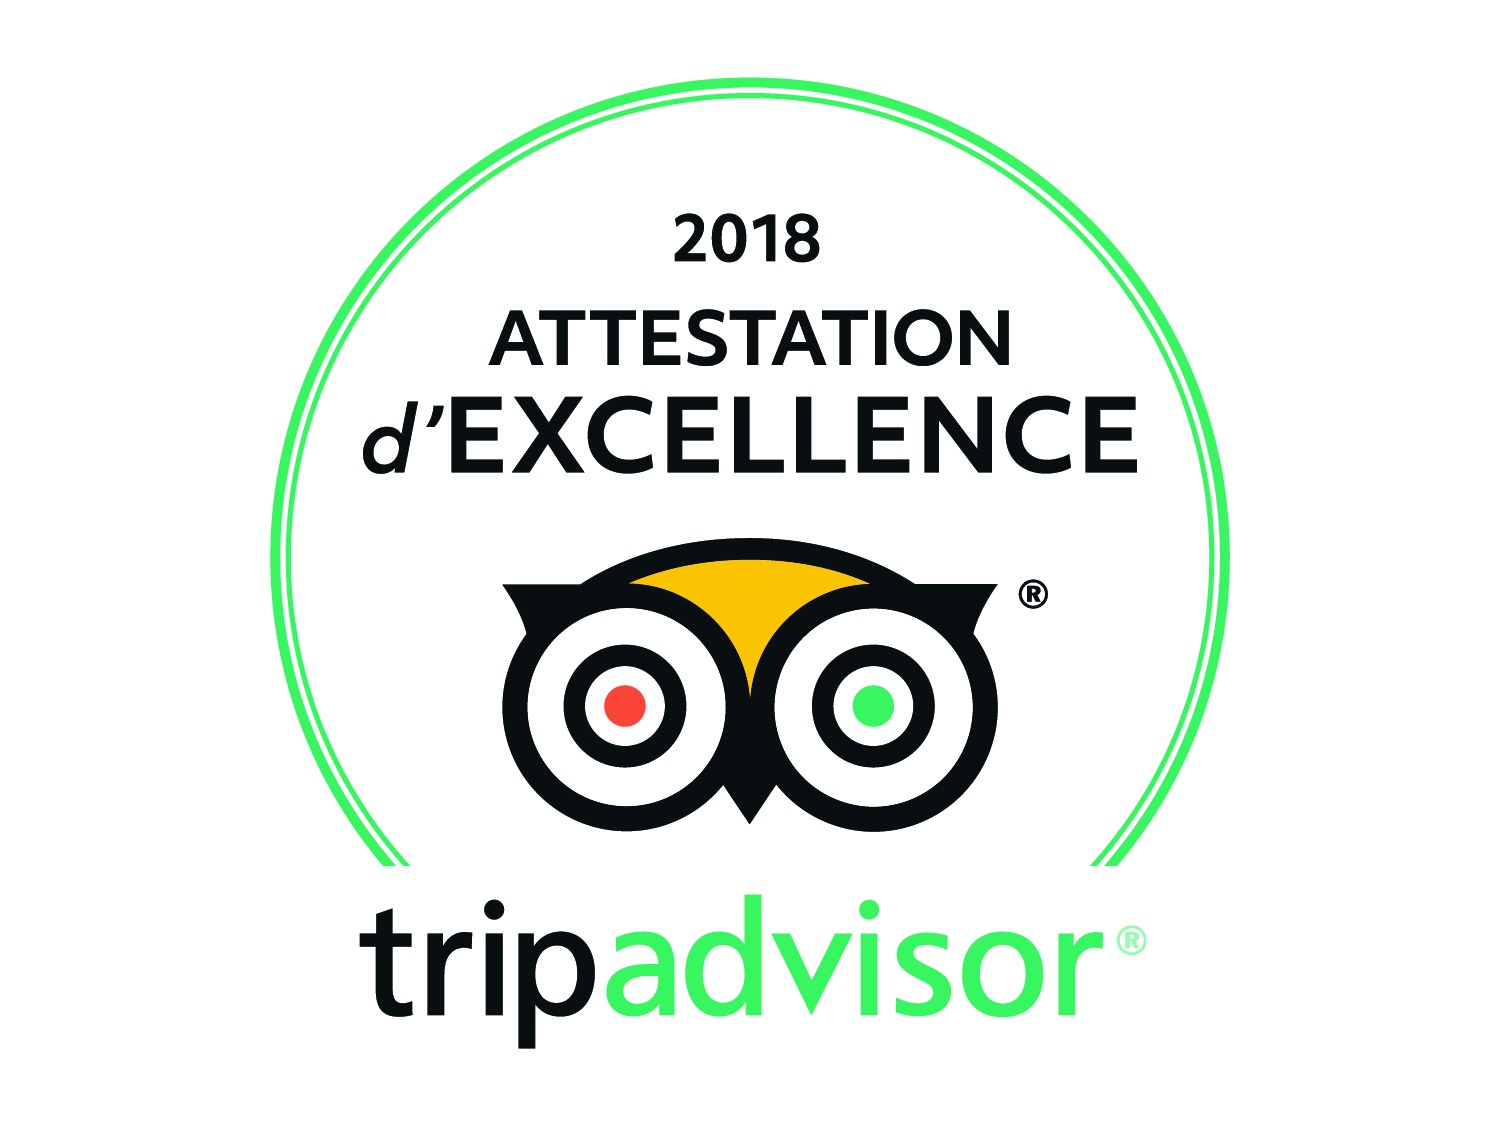 2018
ATTESTATION
d'EXCELLENCE
®
tripadvisor®